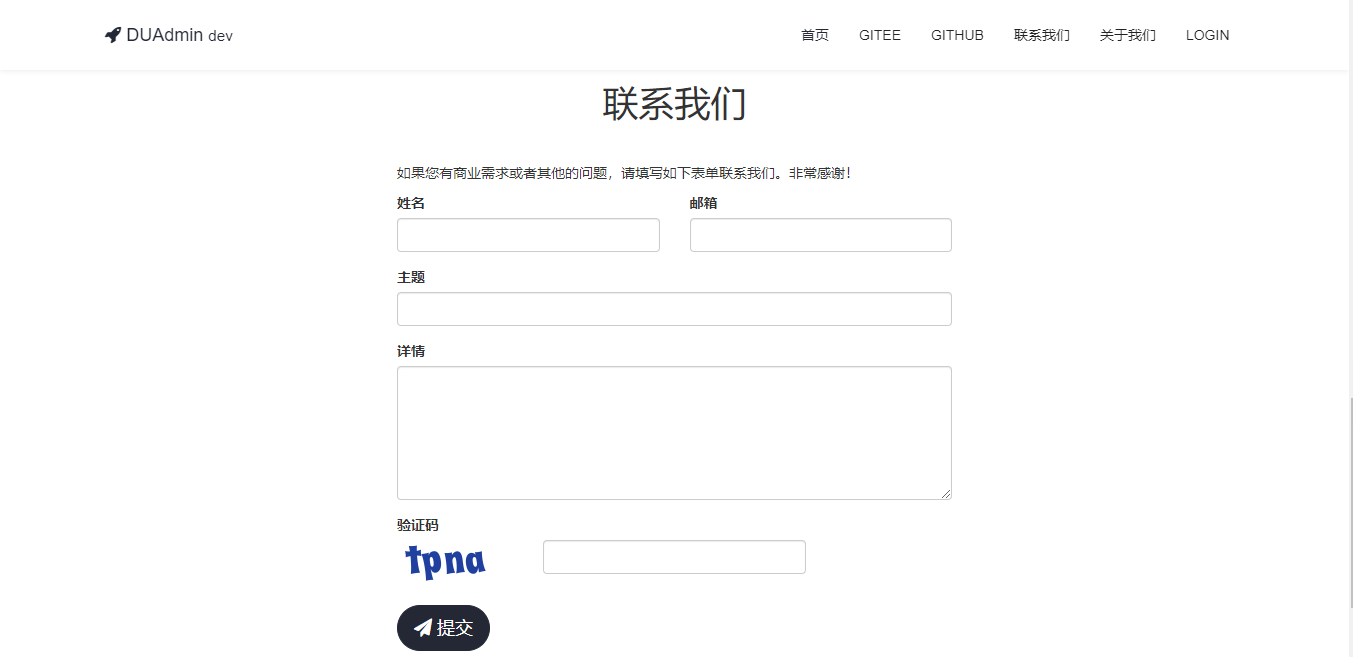 DUAdmin dev
首页 GITEE GITHUB 联系我们 关于我们 LOGIN
联系我们
如果您有商业需求或者其他的问题，请填写如下表单联系我们。非常感谢！
姓名 邮箱
主题
详情
验证码
tpna
提交